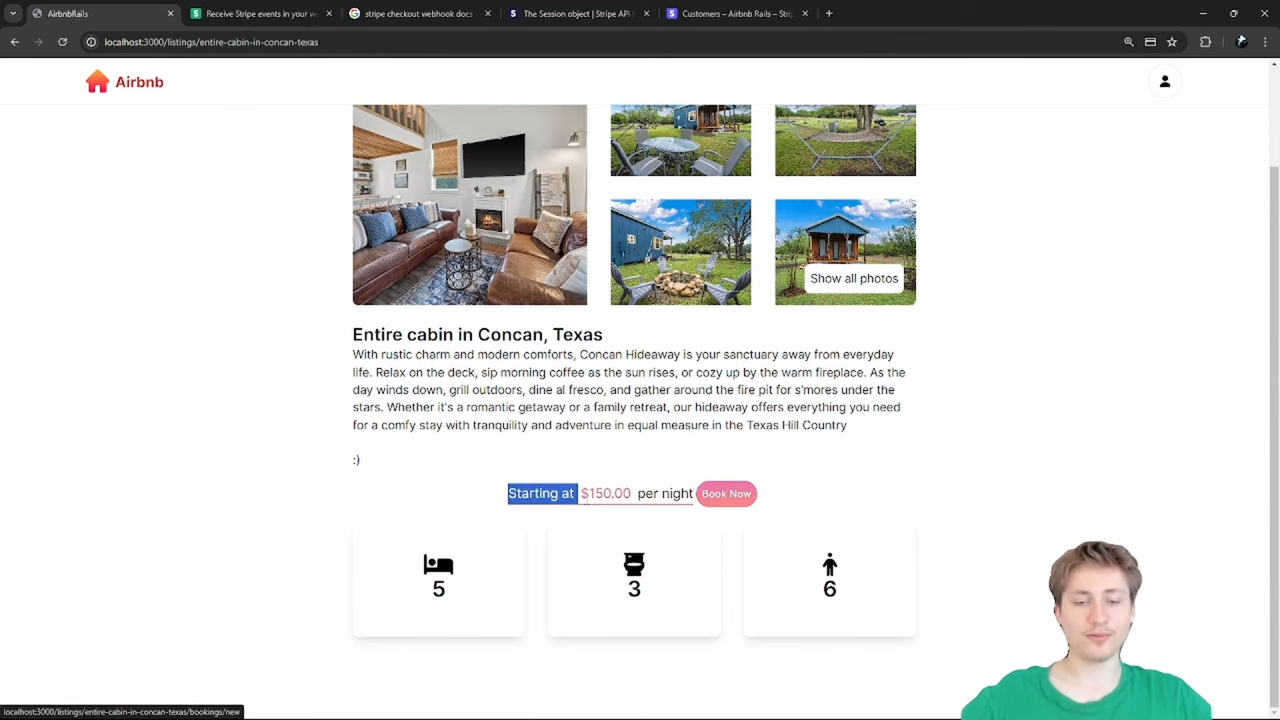 AirbnbRails
Receive Stripe events in your w
stripe checkout webhook docs
The Session object | Stripe API
Customers – Airbnb Rails – Strip
localhost:3000/listings/entire-cabin-in-concan-texas
Airbnb
Show all photos
Entire cabin in Concan, Texas
With rustic charm and modern comforts, Concan Hideaway is your sanctuary away from everyday
life. Relax on the deck, sip morning coffee as the sun rises, or cozy up by the warm fireplace. As the
day winds down, grill outdoors, dine al fresco, and gather around the fire pit for s'mores under the
stars. Whether it's a romantic getaway or a family retreat, our hideaway offers everything you need
for a comfy stay with tranquility and adventure in equal measure in the Texas Hill Country
:)
Starting at $150.00 per night Book Now
5 3 6
localhost:3000/listings/entire-cabin-in-concan-texas/bookings/new